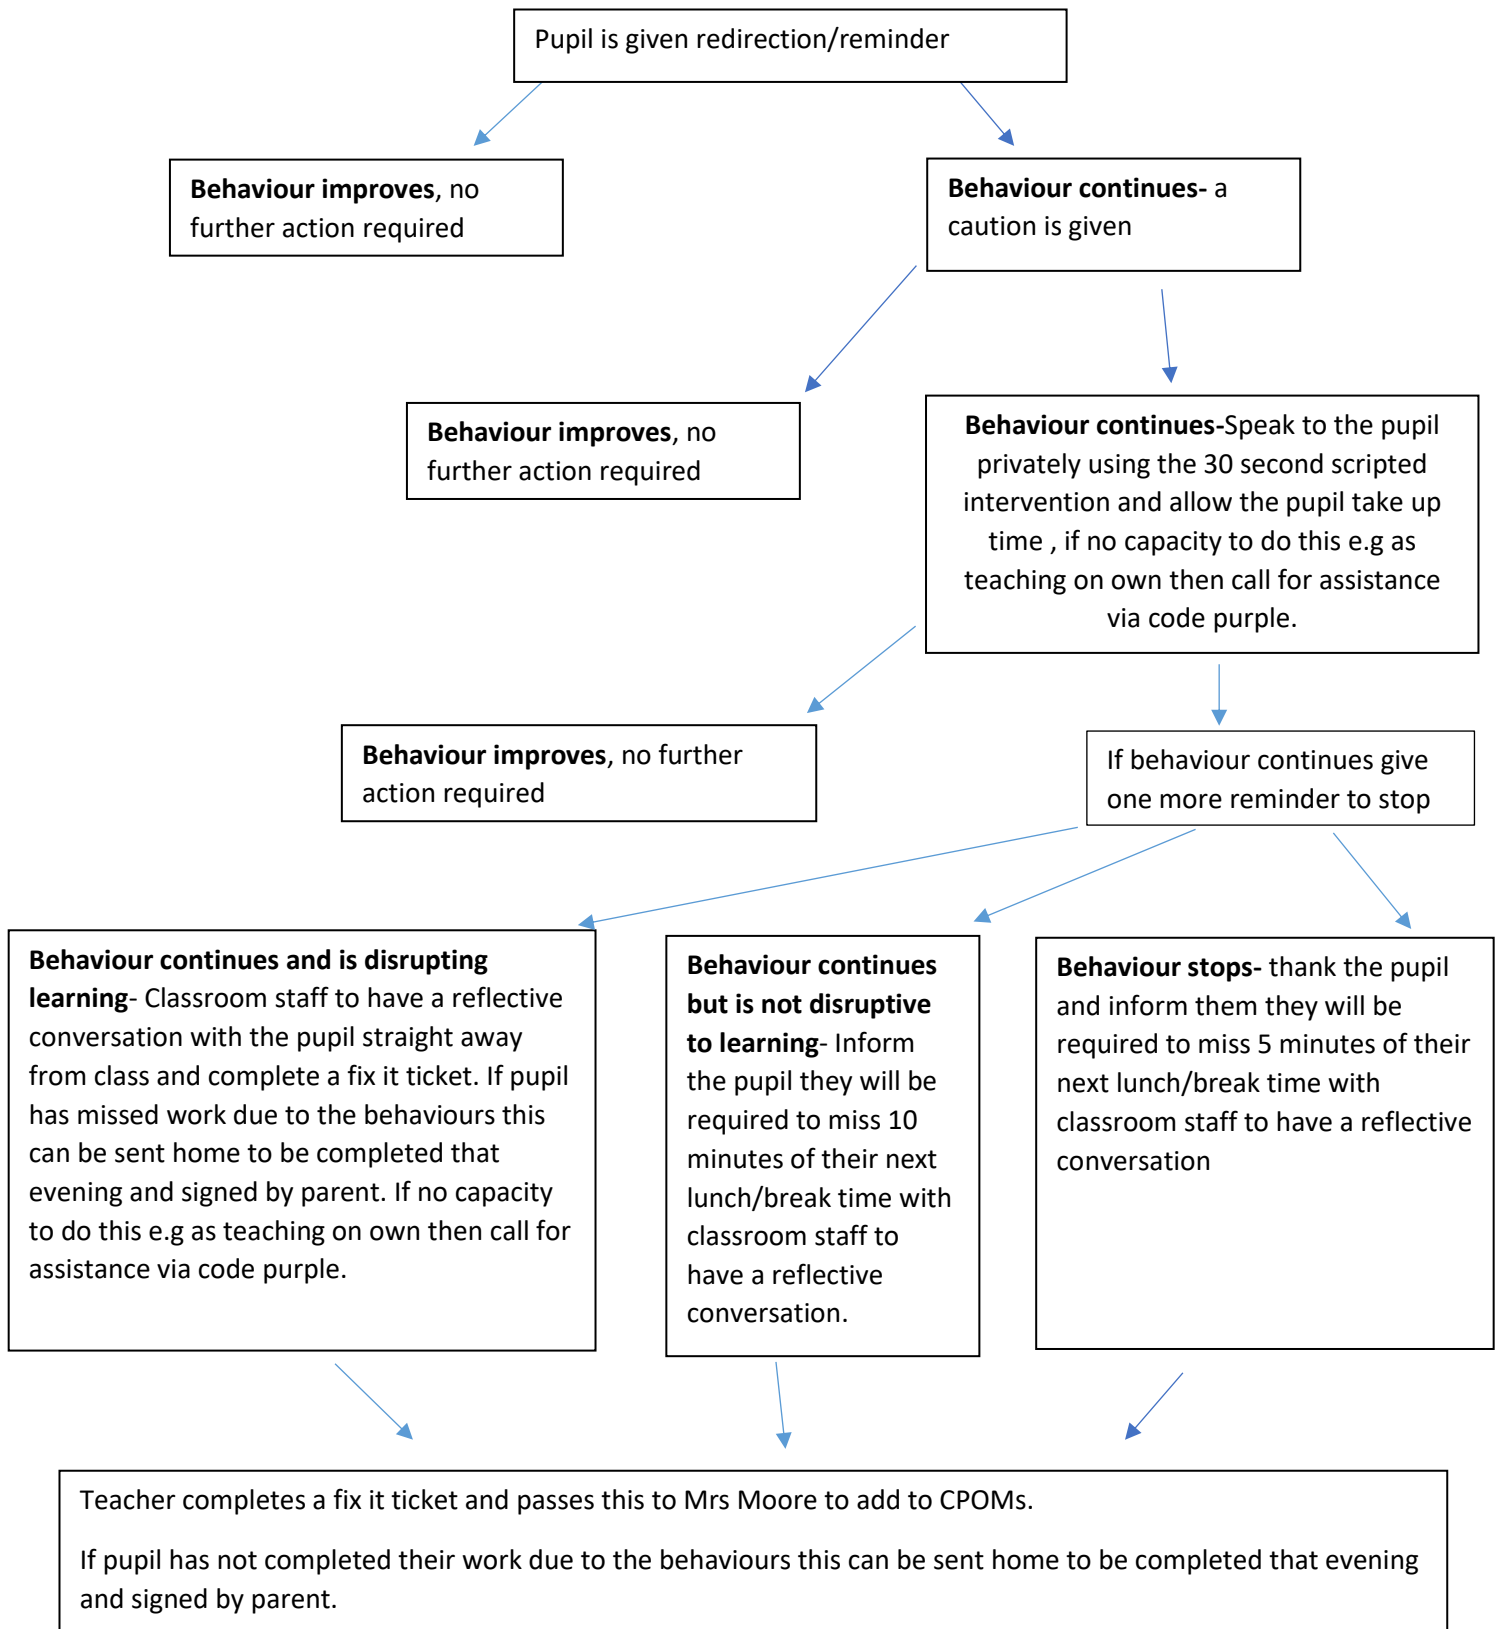 Pupil is given redirection/reminder
Behaviour improves, no
further action required
Behaviour continues- a
caution is given
Behaviour improves, no
further action required
Behaviour continues-Speak to the pupil
privately using the 30 second scripted
intervention and allow the pupil take up
time , if no capacity to do this e.g as
teaching on own then call for assistance
via code purple.
Behaviour improves, no further
action required
If behaviour continues give
one more reminder to stop
Behaviour continues and is disrupting
learning- Classroom staff to have a reflective
conversation with the pupil straight away
from class and complete a fix it ticket. If pupil
has missed work due to the behaviours this
can be sent home to be completed that
evening and signed by parent. If no capacity
to do this e.g as teaching on own then call for
assistance via code purple.
Behaviour continues
but is not disruptive
to learning- Inform
the pupil they will be
required to miss 10
minutes of their next
lunch/break time with
classroom staff to
have a reflective
conversation.
Behaviour stops- thank the pupil
and inform them they will be
required to miss 5 minutes of their
next lunch/break time with
classroom staff to have a reflective
conversation
Teacher completes a fix it ticket and passes this to Mrs Moore to add to CPOMs.
If pupil has not completed their work due to the behaviours this can be sent home to be completed that evening
and signed by parent.